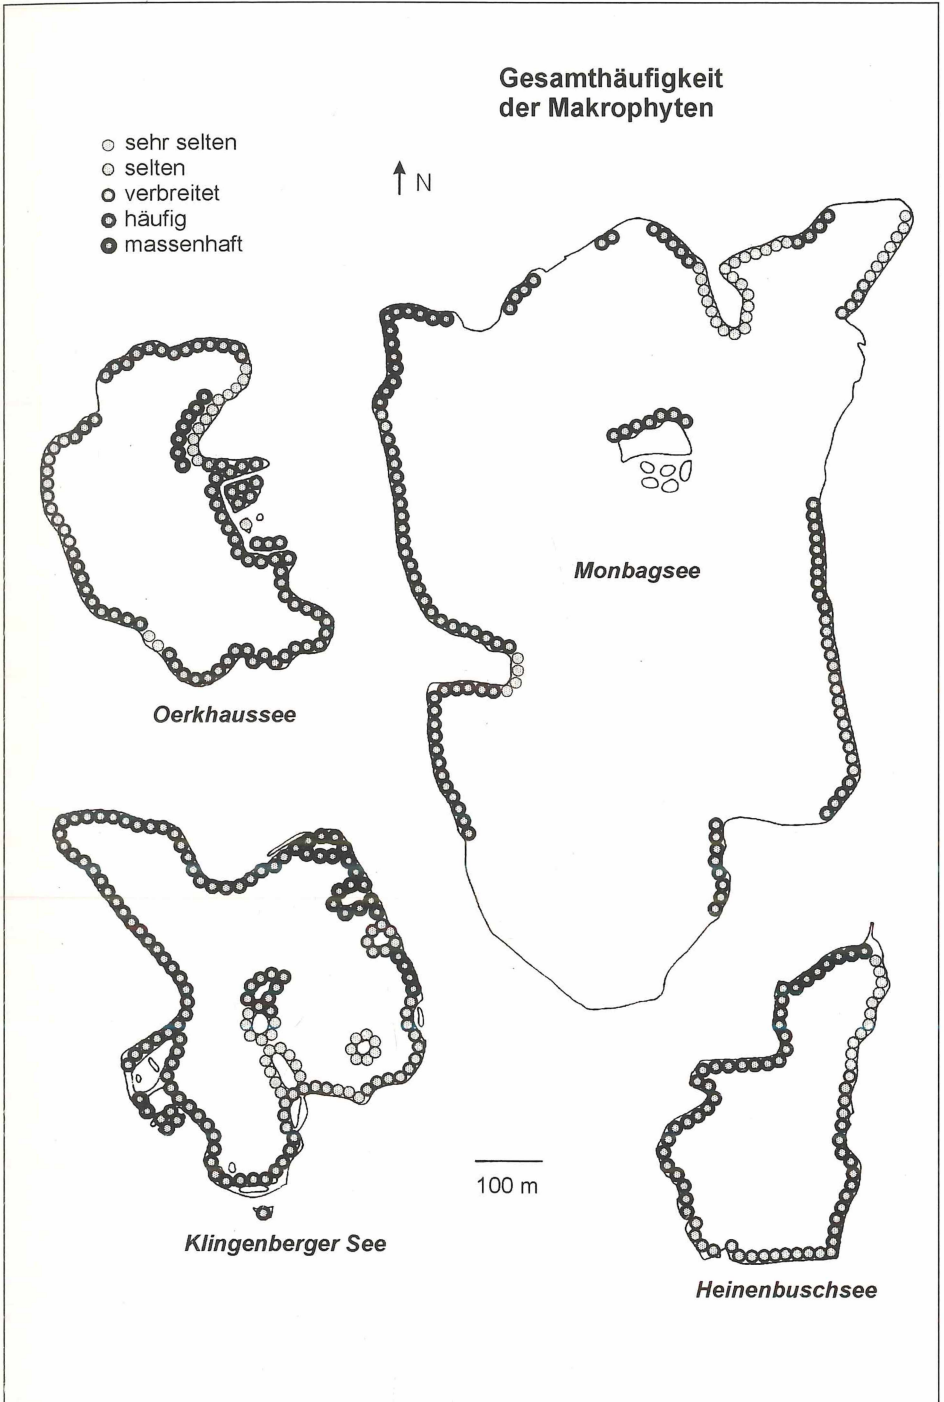 Gesamthäufigkeit
der Makrophyten
sehr selten
selten
verbreitet
häufig
massenhaft
N
Monbagsee
Oerkhaussee
100 m
Klingenberger See
Heinenbuschsee